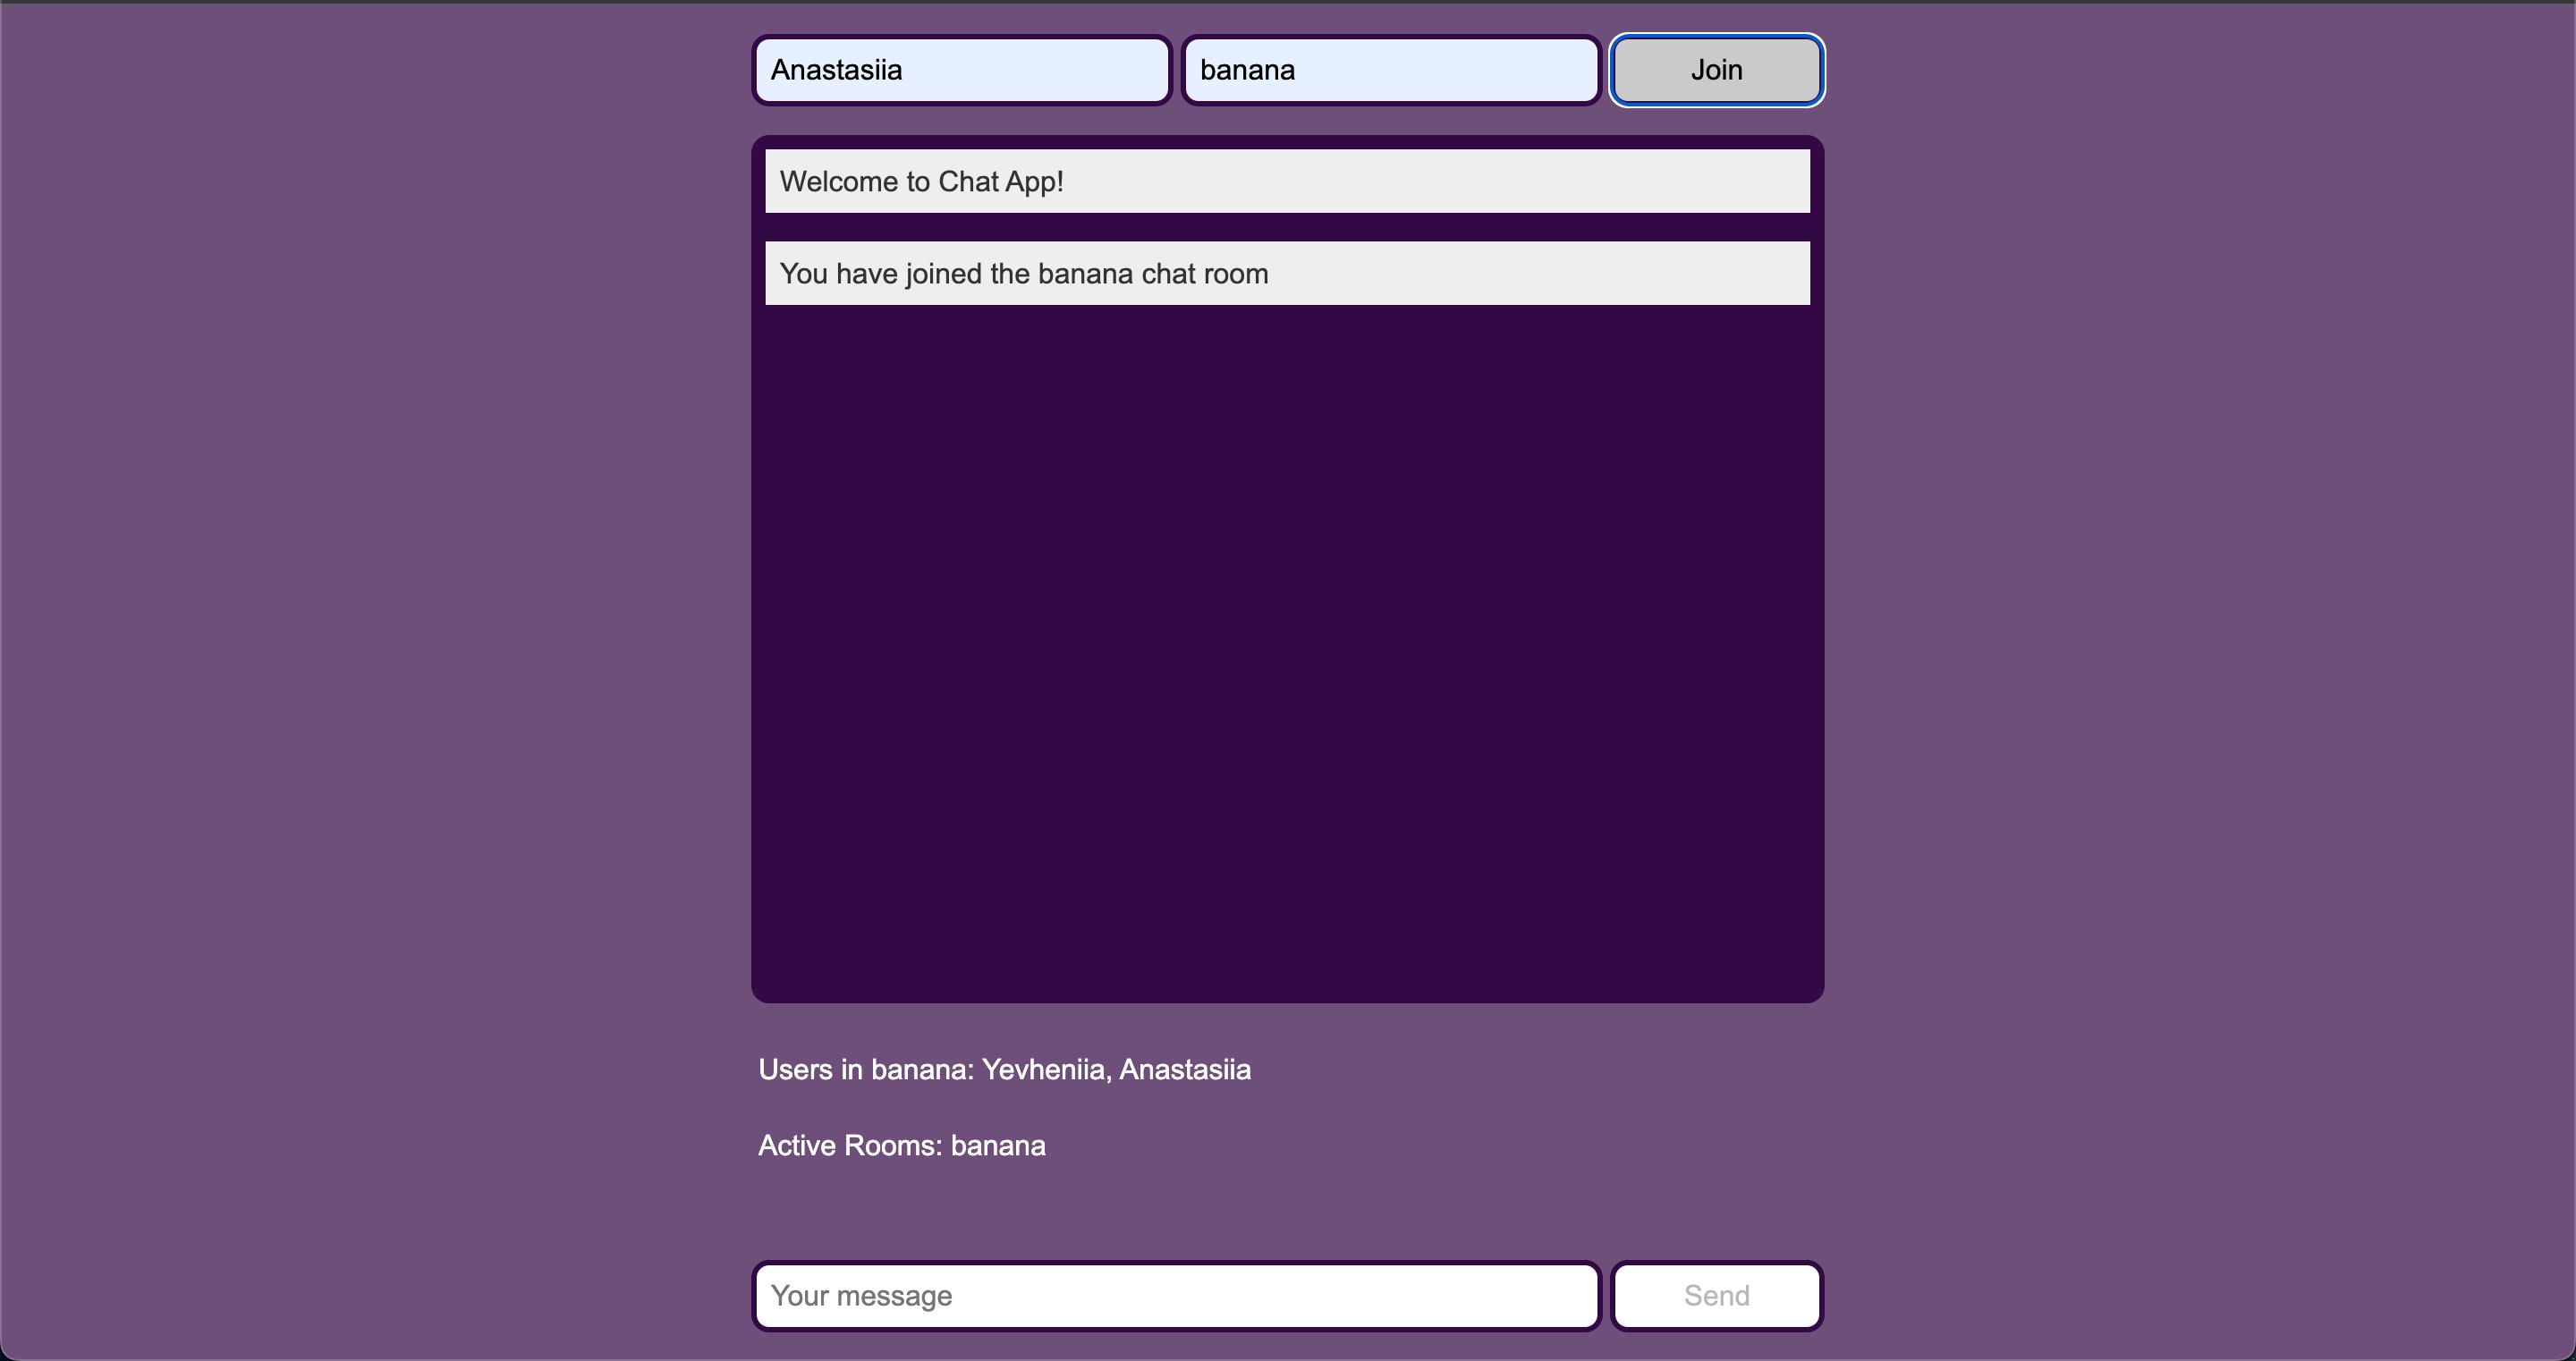 Anastasiia banana Join
Welcome to Chat App!
You have joined the banana chat room
Users in banana: Yevheniia, Anastasiia
Active Rooms: banana
Your message Send